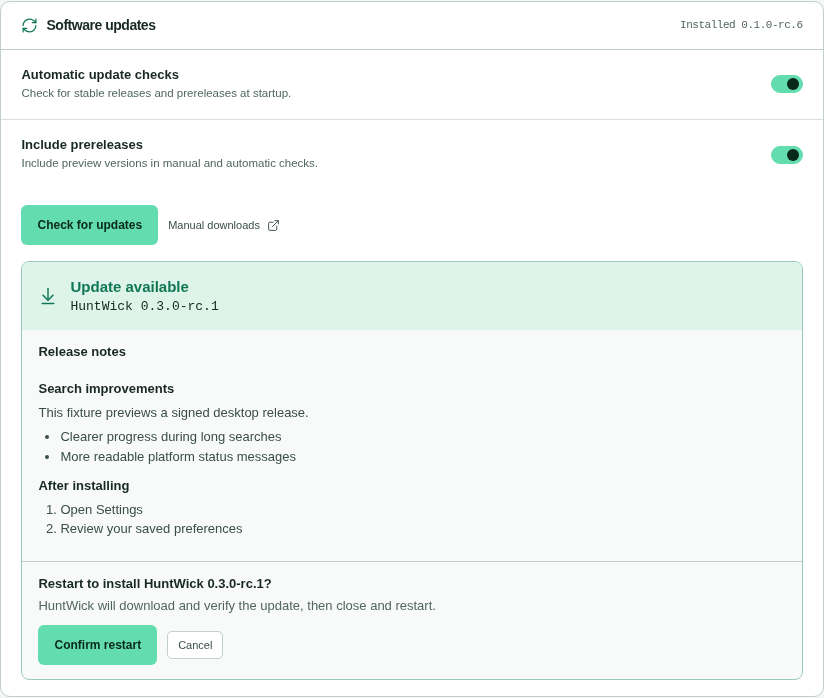 Software updates
Installed 0.1.0-rc.6
Automatic update checks
Check for stable releases and prereleases at startup.
Include prereleases
Include preview versions in manual and automatic checks.
Check for updates
Manual downloads
Update available
HuntWick 0.3.0-rc.1
Release notes
Search improvements
This fixture previews a signed desktop release.
• Clearer progress during long searches
• More readable platform status messages
After installing
1. Open Settings
2. Review your saved preferences
Restart to install HuntWick 0.3.0-rc.1?
HuntWick will download and verify the update, then close and restart.
Confirm restart
Cancel